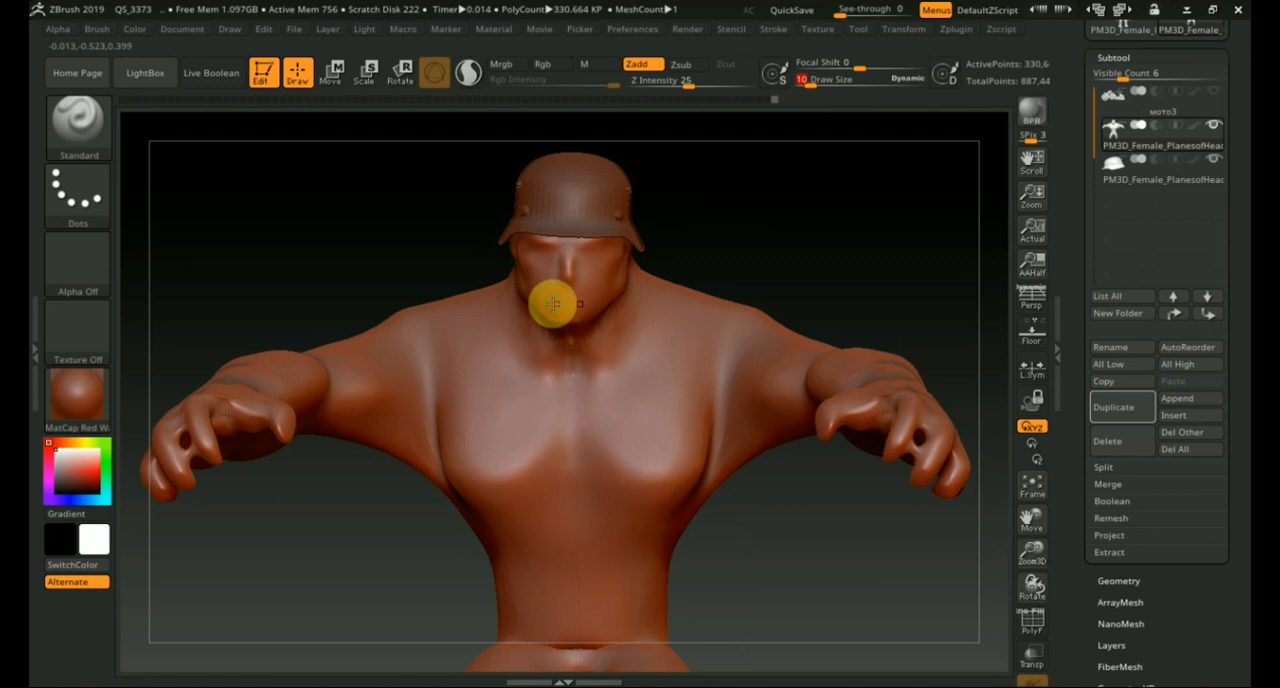 ZBrush 2019 QS_3373 .. • Free Mem 1.097GB • Active Mem 756 • Scratch Disk 222 • Timer▶0.014 • PolyCount▶330.664 KP • MeshCount▶1 AC QuickSave See-through 0 Menus DefaultZScript
Alpha Brush Color Document Draw Edit File Layer Light Macro Marker Material Movie Picker Preferences Render Stencil Stroke Texture Tool Transform Zplugin Zscript
-0.013,-0.523,0.399
Home Page LightBox Live Boolean Edit Draw Move Scale Rotate
Mrgb Rgb M Zadd Zsub Zcut
Rgb Intensity Z Intensity 25
Focal Shift 0
10 Draw Size Dynamic
S
D
ActivePoints: 330,6
TotalPoints: 887,44
Standard
Dots
Alpha Off
Texture Off
MatCap Red W
Gradient
SwitchColor
Alternate
BPR
SPix 3
Scroll
Zoom
Actual
AAHalf
Dynamic
Persp
Floor
L.Sym
XYZ
Frame
Move
Zoom3D
Rotate
PolyF
Transp
PM3D_Female_ PM3D_Female_
Subtool
Visible Count 6
мото3
PM3D_Female_PlanesofHead
PM3D_Female_PlanesofHead
List All
New Folder
Rename AutoReorder
All Low All High
Copy Paste
Duplicate Append
Insert
Delete Del Other
Del All
Split
Merge
Boolean
Remesh
Project
Extract
Geometry
ArrayMesh
NanoMesh
Layers
FiberMesh